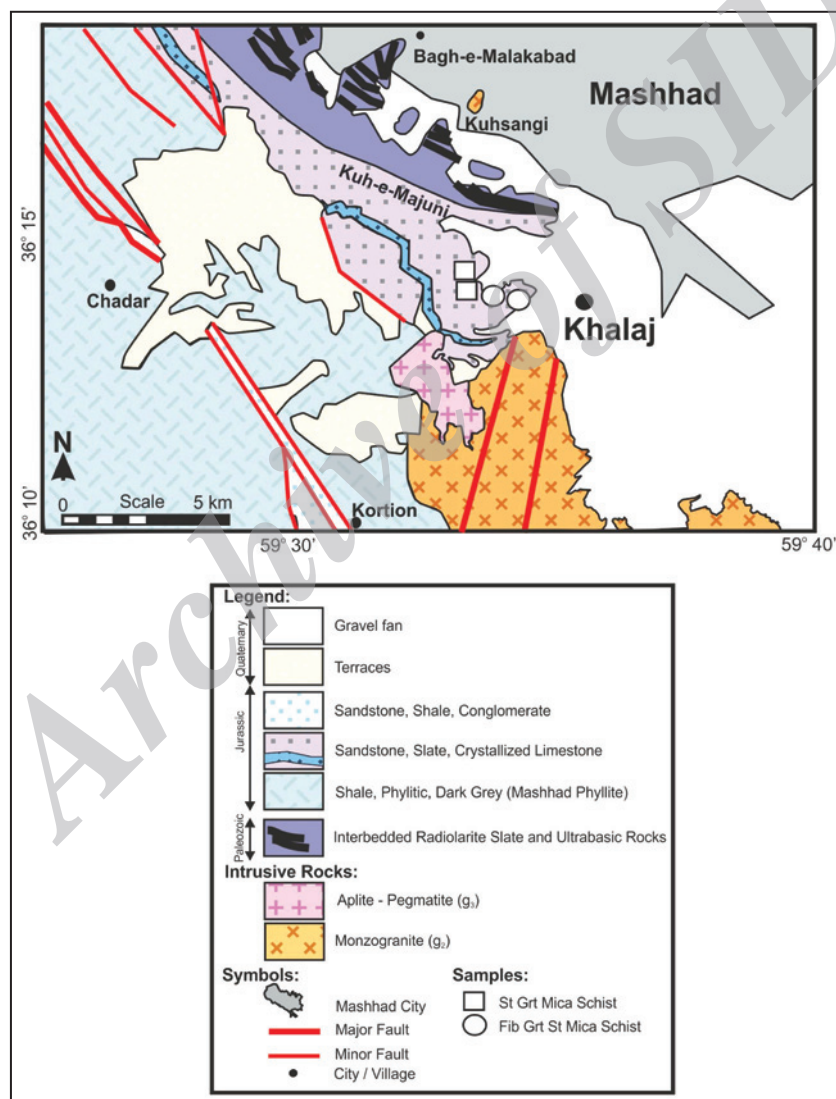 Bagh-e-Malakabad
Mashhad
Kuhsangi
Kuh-e-Majuni
36° 15'
Chadar
Khalaj
N
0 Scale 5 km
Kortion
36° 10'
59° 30'
59° 40'
Archive of SID
Legend:
Quaternary
Gravel fan
Terraces
Jurassic
Sandstone, Shale, Conglomerate
Sandstone, Slate, Crystallized Limestone
Shale, Phylitic, Dark Grey (Mashhad Phyllite)
Paleozoic
Interbedded Radiolarite Slate and Ultrabasic Rocks
Intrusive Rocks:
Aplite - Pegmatite (g₃)
Monzogranite (g₂)
Symbols:
Samples:
Mashhad City
St Grt Mica Schist
Major Fault
Fib Grt St Mica Schist
Minor Fault
City / Village